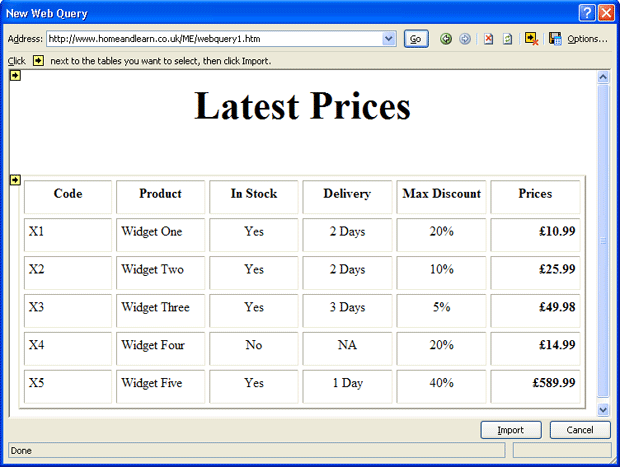 New Web Query
Address: http://www.homeandlearn.co.uk/ME/webquery1.htm Go Options...
Click next to the tables you want to select, then click Import.
Latest Prices
Code Product In Stock Delivery Max Discount Prices
X1 Widget One Yes 2 Days 20% £10.99
X2 Widget Two Yes 2 Days 10% £25.99
X3 Widget Three Yes 3 Days 5% £49.98
X4 Widget Four No NA 20% £14.99
X5 Widget Five Yes 1 Day 40% £589.99
Import Cancel
Done